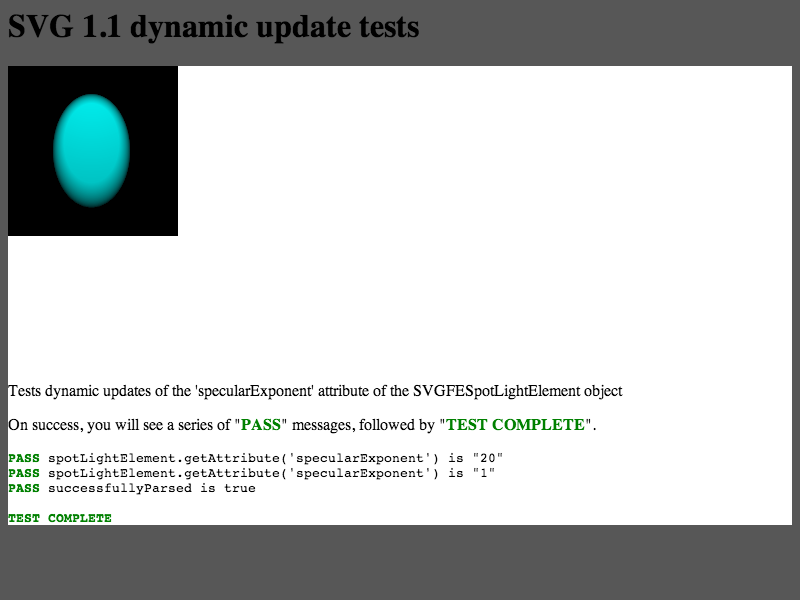 SVG 1.1 dynamic update tests
Tests dynamic updates of the 'specularExponent' attribute of the SVGFESpotLightElement object
On success, you will see a series of "PASS" messages, followed by "TEST COMPLETE".
PASS spotLightElement.getAttribute('specularExponent') is "20"
PASS spotLightElement.getAttribute('specularExponent') is "1"
PASS successfullyParsed is true
TEST COMPLETE